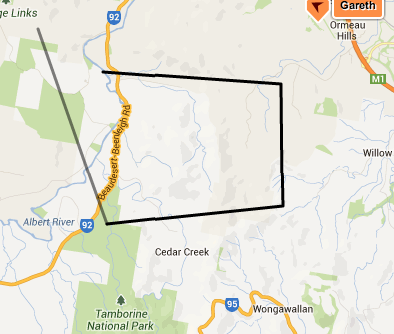 Gareth
ge Links
92
Ormeau
Hills
M1
Beaudesert-Beenleigh Rd
Willow
Albert River
92
Cedar Creek
Tamborine
National Park
95
Wongawallan